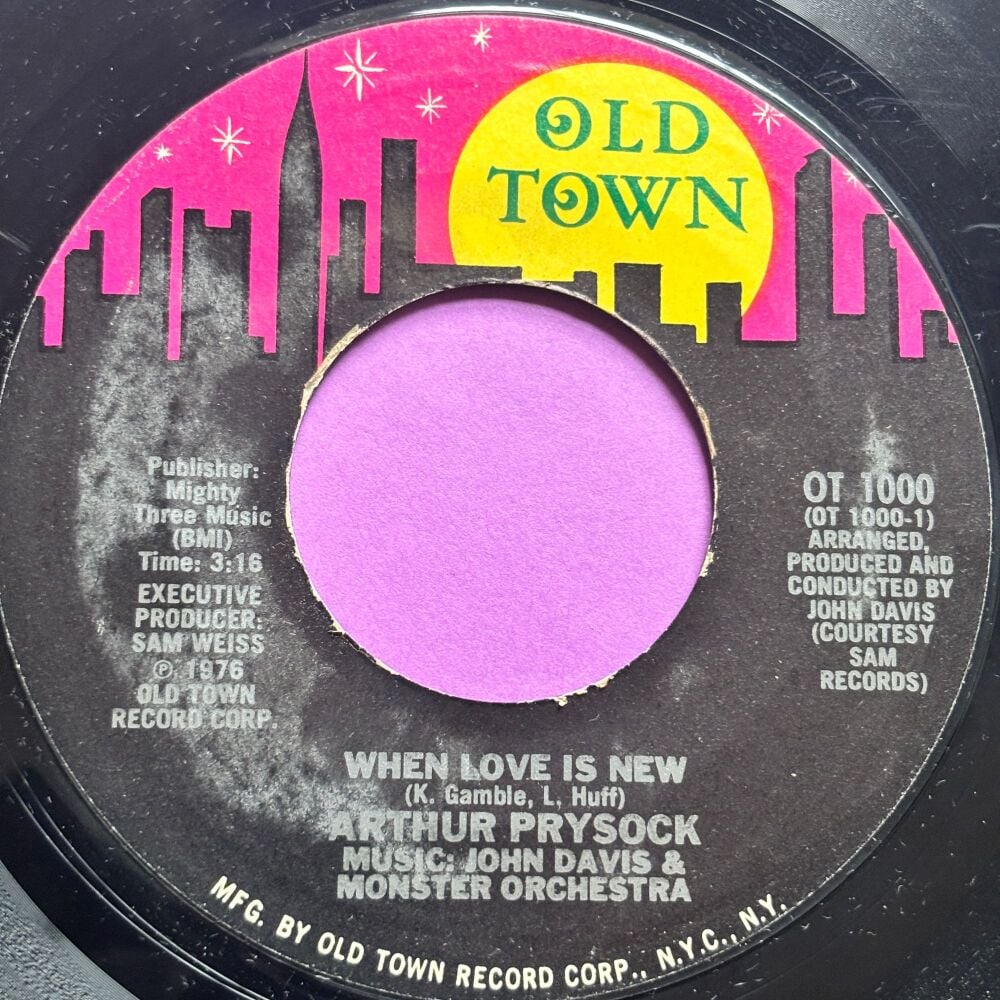 OLD
TOWN
Publisher:
Mighty
Three Music
(BMI)
Time: 3:16
EXECUTIVE
PRODUCER:
SAM WEISS
℗ 1976
OLD TOWN
RECORD CORP.
OT 1000
(OT 1000-1)
ARRANGED,
PRODUCED AND
CONDUCTED BY
JOHN DAVIS
(COURTESY
SAM
RECORDS)
WHEN LOVE IS NEW
(K. Gamble, L. Huff)
ARTHUR PRYSOCK
MUSIC: JOHN DAVIS &
MONSTER ORCHESTRA
MFG. BY OLD TOWN RECORD CORP., N.Y.C., N.Y.